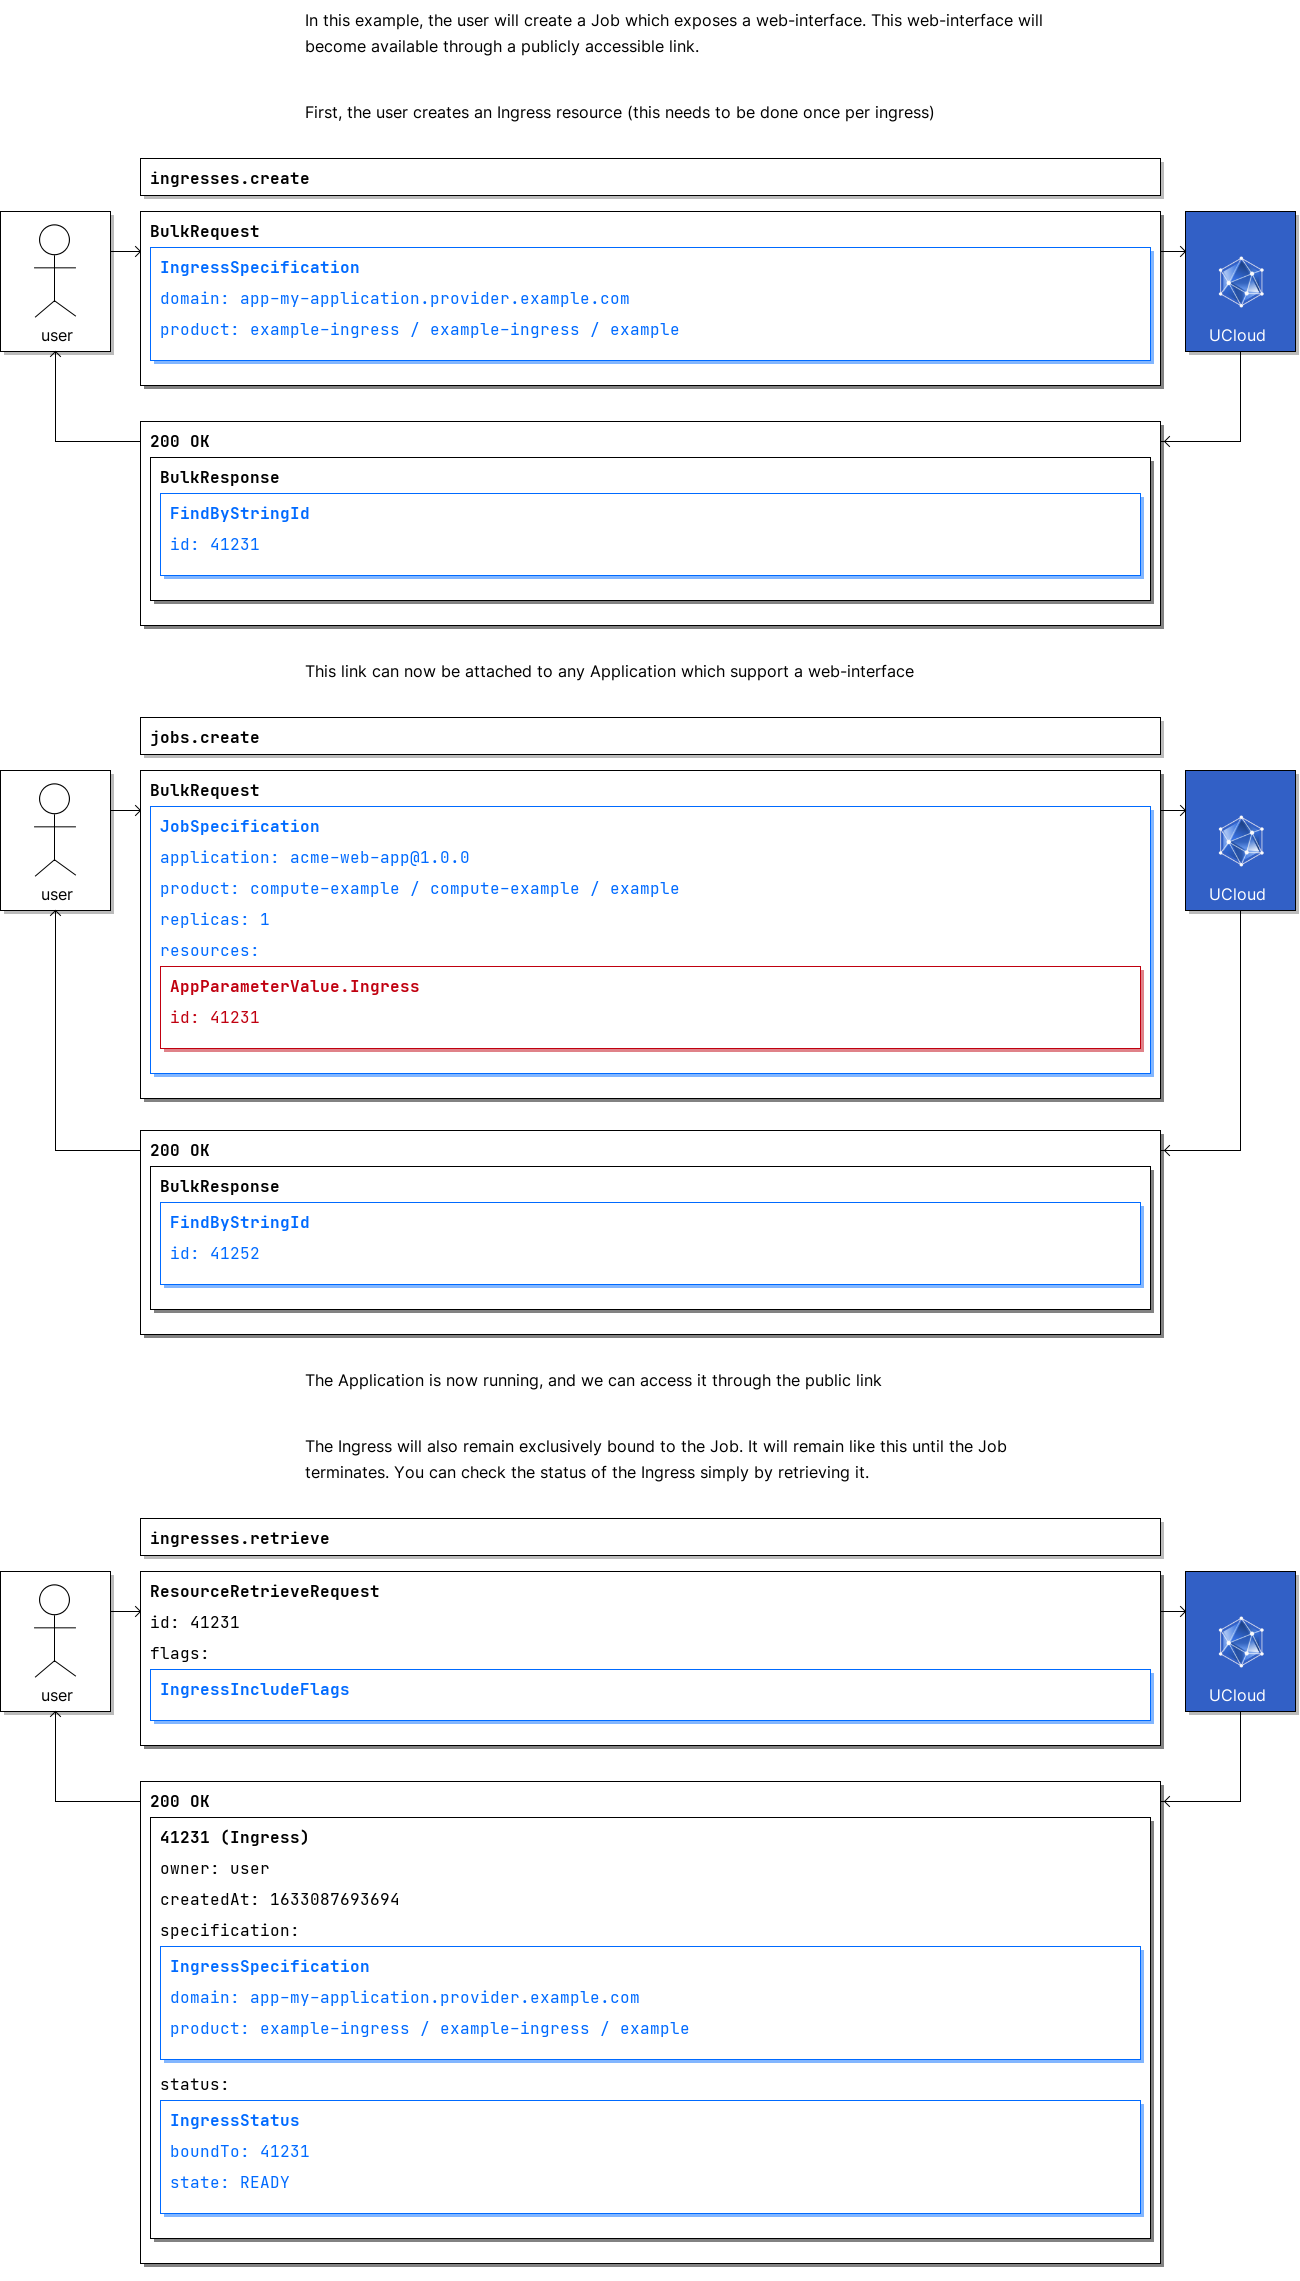 In this example, the user will create a Job which exposes a web-interface. This web-interface will
become available through a publicly accessible link.
First, the user creates an Ingress resource (this needs to be done once per ingress)
ingresses.create
BulkRequest
IngressSpecification
domain: app-my-application.provider.example.com
product: example-ingress / example-ingress / example
user
UCloud
200 OK
BulkResponse
FindByStringId
id: 41231
This link can now be attached to any Application which support a web-interface
jobs.create
BulkRequest
JobSpecification
application: acme-web-app@1.0.0
product: compute-example / compute-example / example
replicas: 1
resources:
AppParameterValue.Ingress
id: 41231
user
UCloud
200 OK
BulkResponse
FindByStringId
id: 41252
The Application is now running, and we can access it through the public link
The Ingress will also remain exclusively bound to the Job. It will remain like this until the Job
terminates. You can check the status of the Ingress simply by retrieving it.
ingresses.retrieve
ResourceRetrieveRequest
id: 41231
flags:
IngressIncludeFlags
user
UCloud
200 OK
41231 (Ingress)
owner: user
createdAt: 1633087693694
specification:
IngressSpecification
domain: app-my-application.provider.example.com
product: example-ingress / example-ingress / example
status:
IngressStatus
boundTo: 41231
state: READY